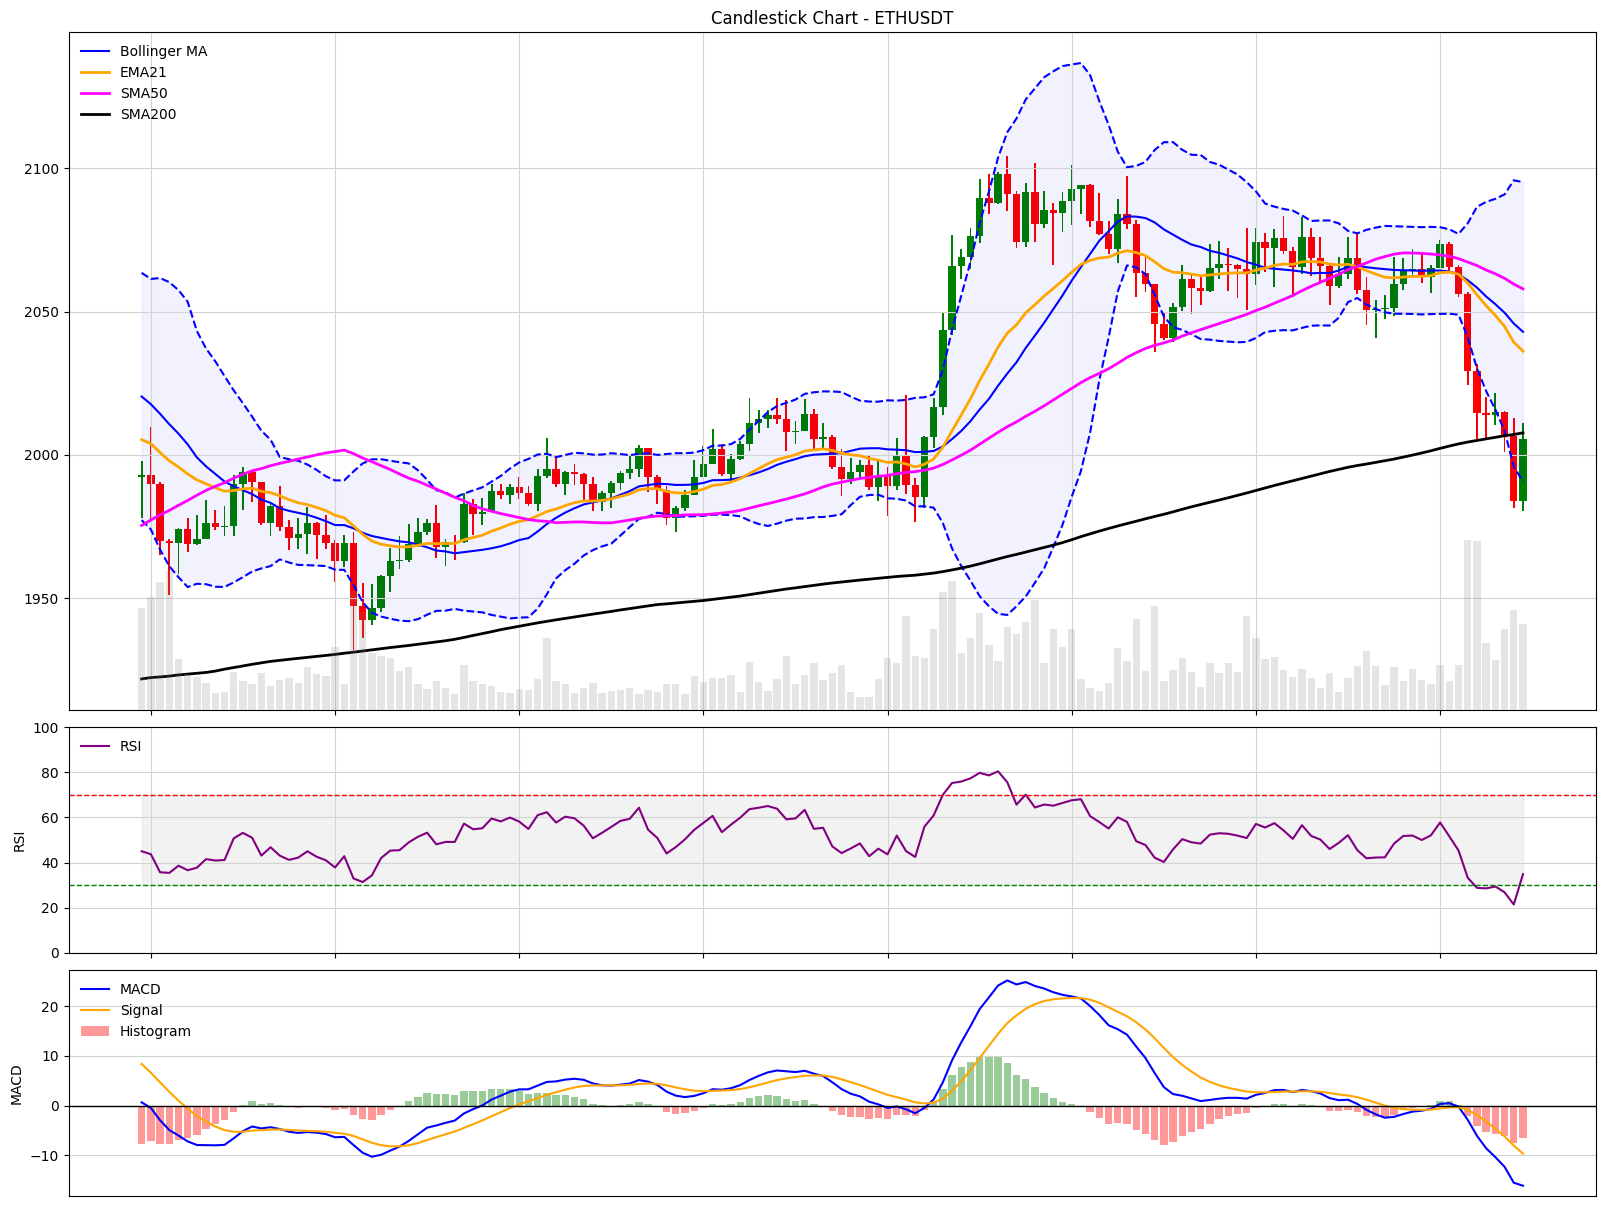 Candlestick Chart - ETHUSDT
Bollinger MA
EMA21
SMA50
SMA200
2100
2050
2000
1950
RSI
100
80
60
40
20
0
RSI
MACD
Signal
Histogram
20
10
0
−10
MACD